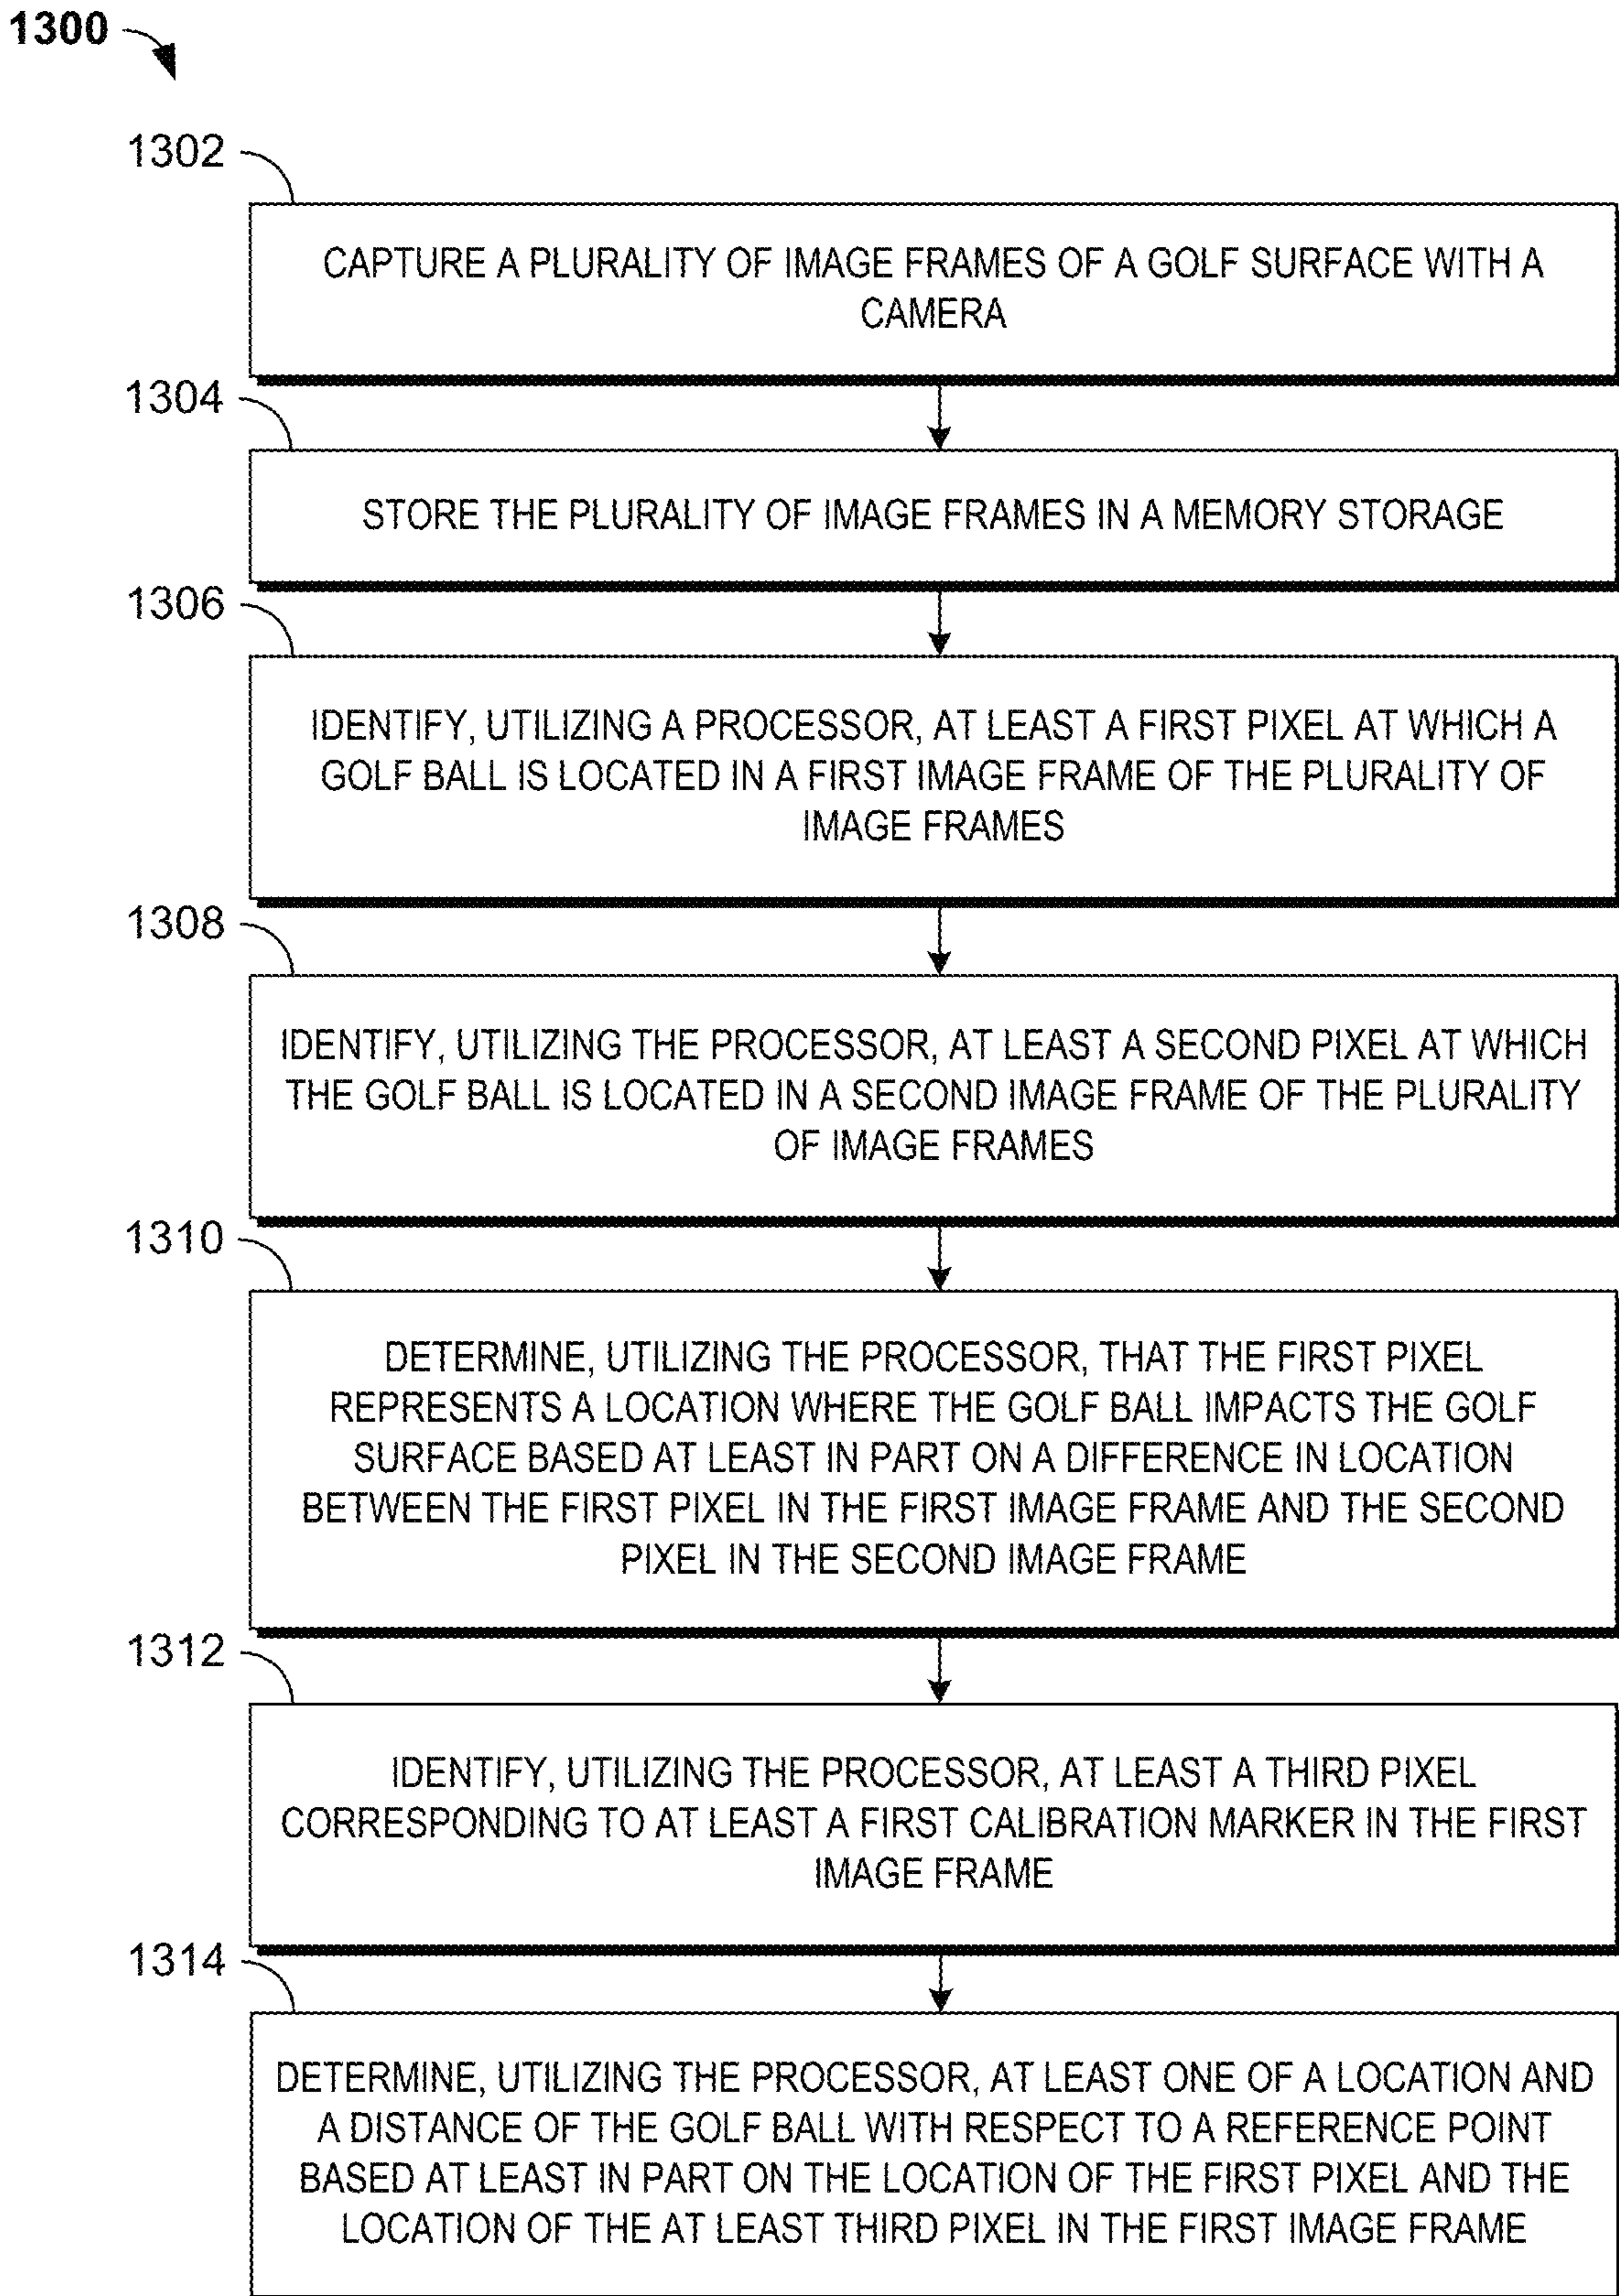 1300
1302
CAPTURE A PLURALITY OF IMAGE FRAMES OF A GOLF SURFACE WITH A
CAMERA
1304
STORE THE PLURALITY OF IMAGE FRAMES IN A MEMORY STORAGE
1306
IDENTIFY, UTILIZING A PROCESSOR, AT LEAST A FIRST PIXEL AT WHICH A
GOLF BALL IS LOCATED IN A FIRST IMAGE FRAME OF THE PLURALITY OF
IMAGE FRAMES
1308
IDENTIFY, UTILIZING THE PROCESSOR, AT LEAST A SECOND PIXEL AT WHICH
THE GOLF BALL IS LOCATED IN A SECOND IMAGE FRAME OF THE PLURALITY
OF IMAGE FRAMES
1310
DETERMINE, UTILIZING THE PROCESSOR, THAT THE FIRST PIXEL
REPRESENTS A LOCATION WHERE THE GOLF BALL IMPACTS THE GOLF
SURFACE BASED AT LEAST IN PART ON A DIFFERENCE IN LOCATION
BETWEEN THE FIRST PIXEL IN THE FIRST IMAGE FRAME AND THE SECOND
PIXEL IN THE SECOND IMAGE FRAME
1312
IDENTIFY, UTILIZING THE PROCESSOR, AT LEAST A THIRD PIXEL
CORRESPONDING TO AT LEAST A FIRST CALIBRATION MARKER IN THE FIRST
IMAGE FRAME
1314
DETERMINE, UTILIZING THE PROCESSOR, AT LEAST ONE OF A LOCATION AND
A DISTANCE OF THE GOLF BALL WITH RESPECT TO A REFERENCE POINT
BASED AT LEAST IN PART ON THE LOCATION OF THE FIRST PIXEL AND THE
LOCATION OF THE AT LEAST THIRD PIXEL IN THE FIRST IMAGE FRAME